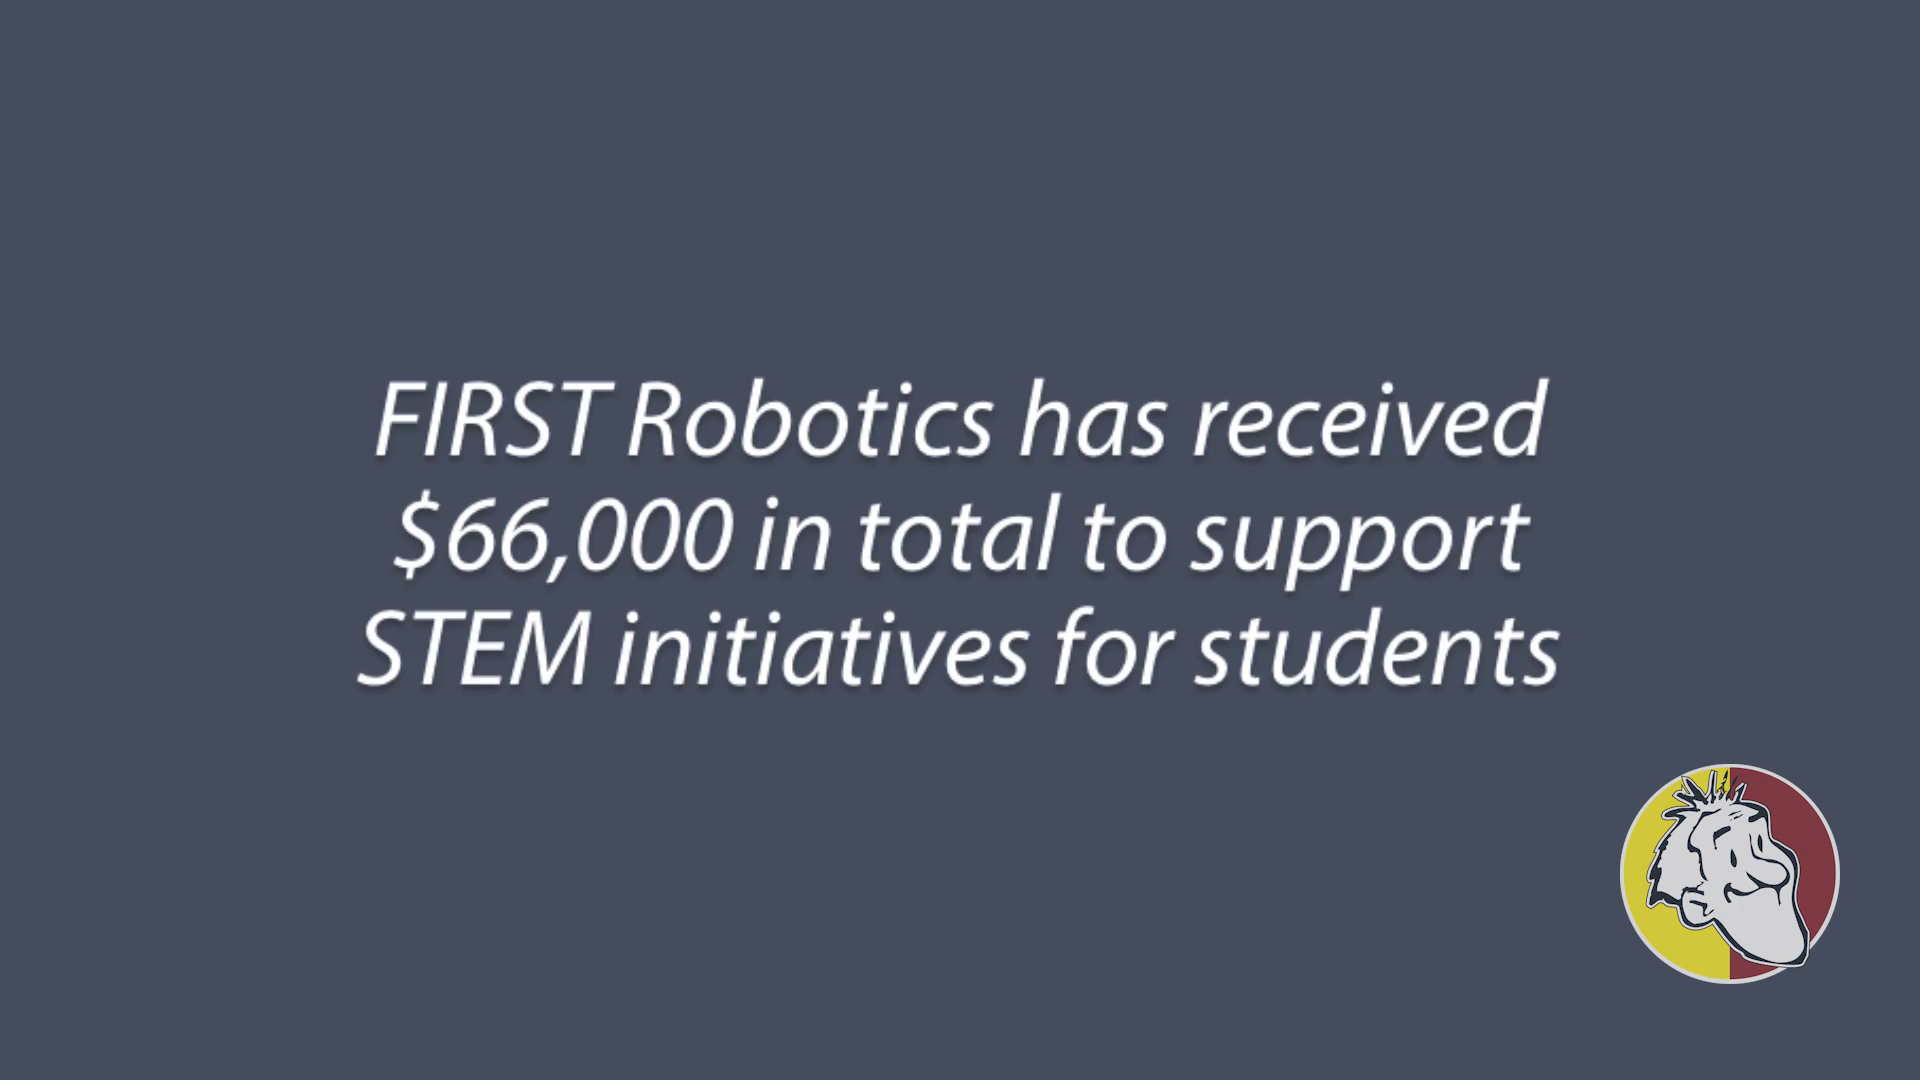 FIRST Robotics has received
$66,000 in total to support
STEM initiatives for students